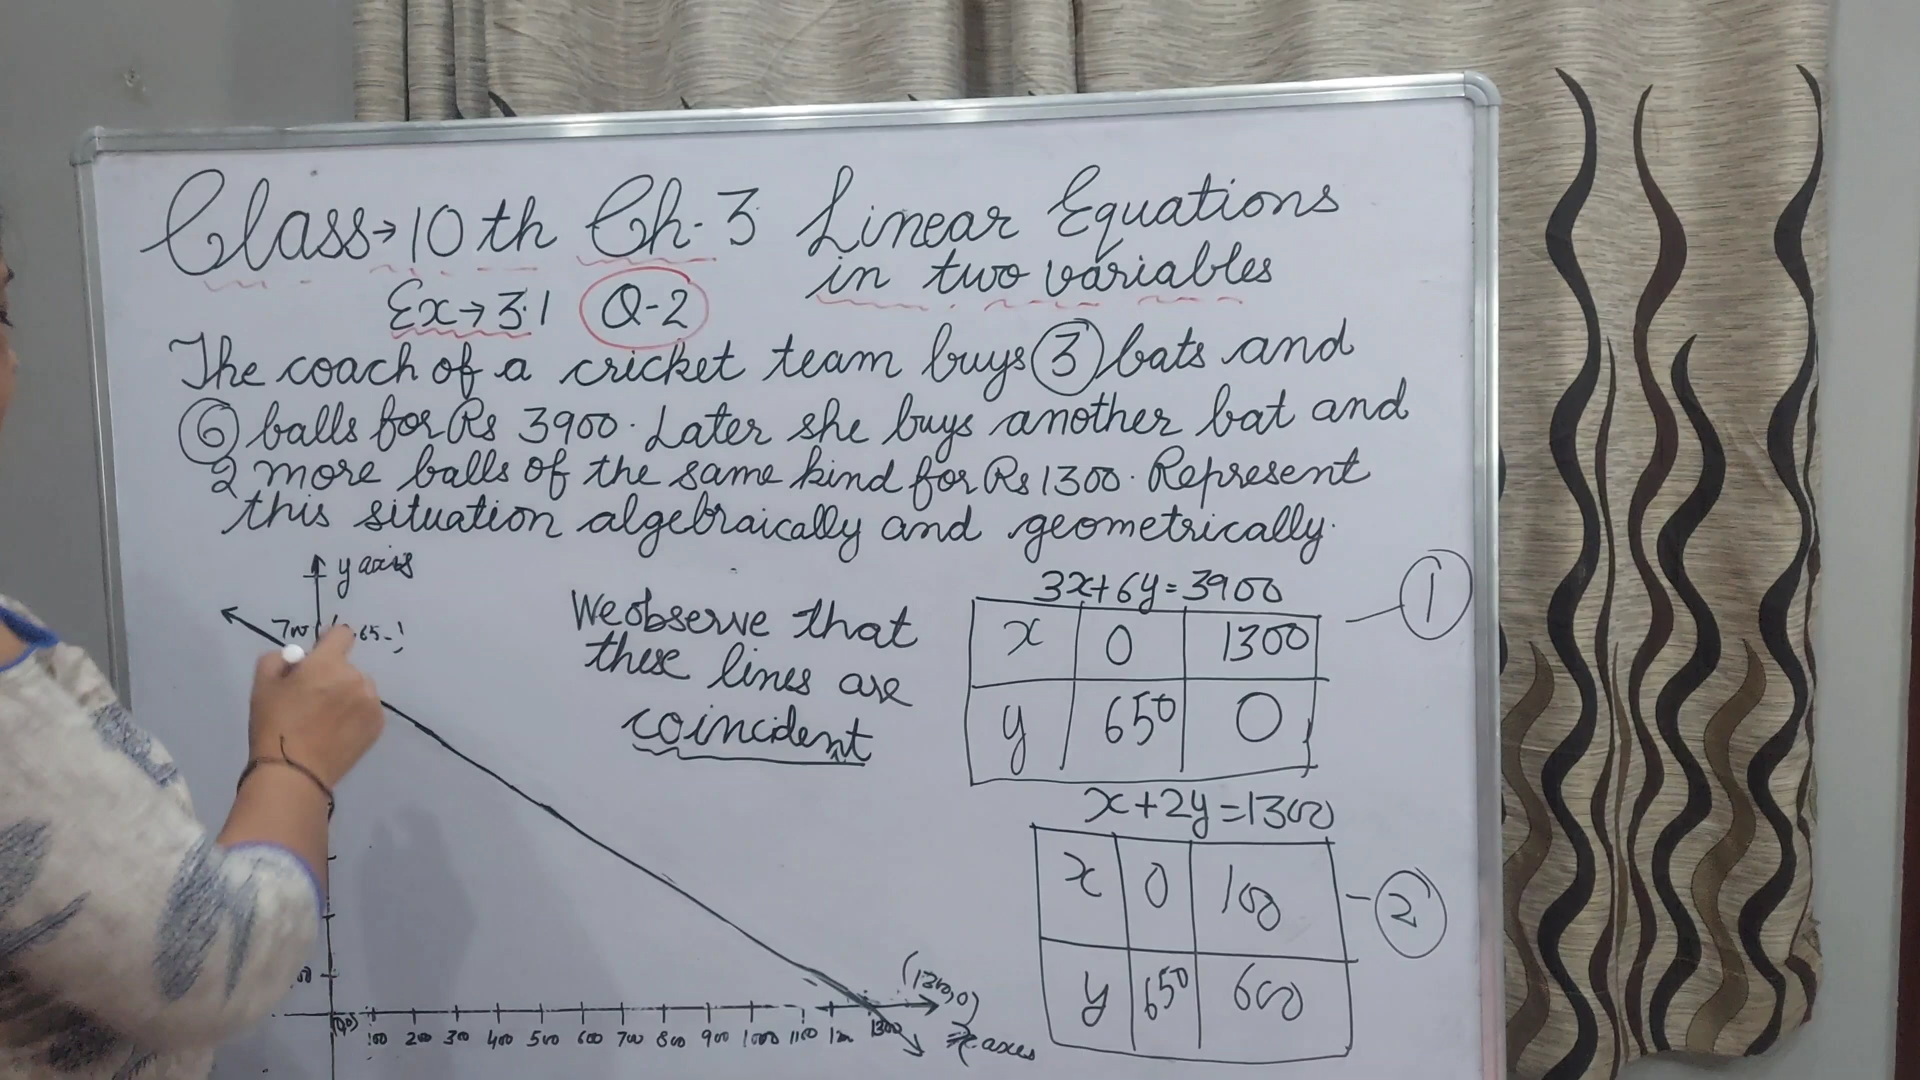 Class→10th Ch.3 Linear Equations
in two variables
Ex→3.1 Q-2
The coach of a cricket team buys 3 bats and
6 balls for Rs 3900. Later she buys another bat and
2 more balls of the same kind for Rs 1300. Represent
this situation algebraically and geometrically.
y axis
700
We observe that
these lines are
coincident
3x+6y=3900
1
x 0 1300
y 650 0
x+2y=1300
x 0 100
2
y 650 600
(1300,0)
(0,0) 100 200 300 400 500 600 700 800 900 1000 1100 1300
x axes